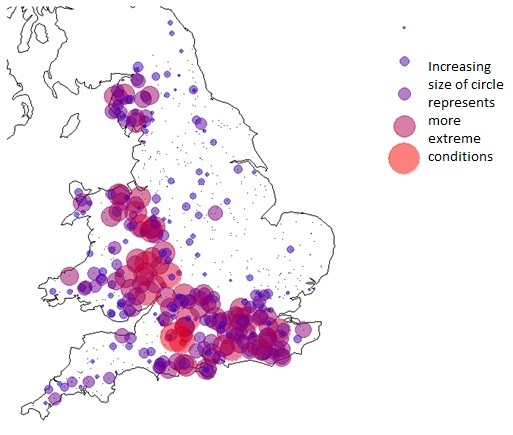 Increasing
size of circle
represents
more
extreme
conditions